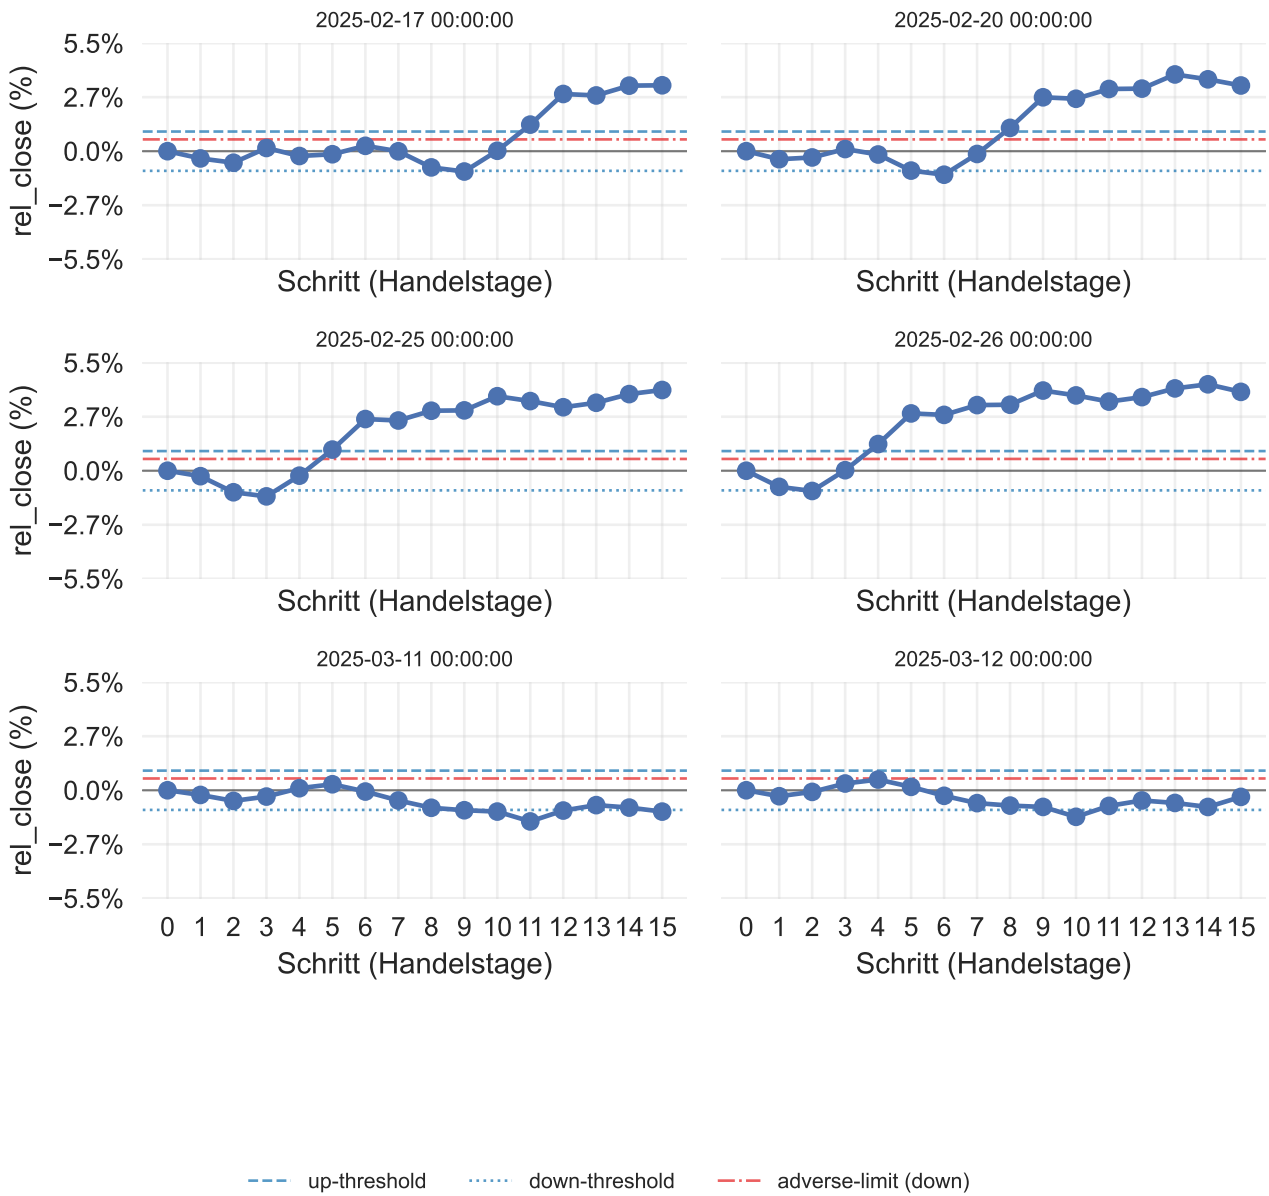 2025-02-17 00:00:00
2025-02-20 00:00:00
rel_close (%)
5.5%
2.7%
0.0%
−2.7%
−5.5%
Schritt (Handelstage)
Schritt (Handelstage)
2025-02-25 00:00:00
2025-02-26 00:00:00
rel_close (%)
5.5%
2.7%
0.0%
−2.7%
−5.5%
Schritt (Handelstage)
Schritt (Handelstage)
2025-03-11 00:00:00
2025-03-12 00:00:00
rel_close (%)
5.5%
2.7%
0.0%
−2.7%
−5.5%
0 1 2 3 4 5 6 7 8 9 10 11 12 13 14 15
0 1 2 3 4 5 6 7 8 9 10 11 12 13 14 15
Schritt (Handelstage)
Schritt (Handelstage)
up-threshold
down-threshold
adverse-limit (down)